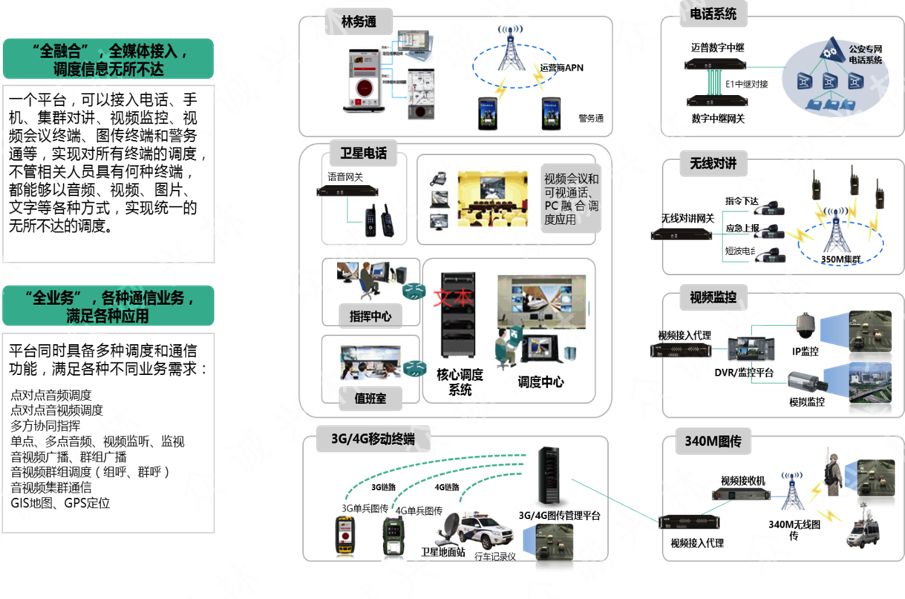 “全融合”，全媒体接入，
调度信息无所不达
一个平台，可以接入电话、手
机、集群对讲、视频监控、视
频会议终端、图传终端和警务
通等，实现对所有终端的调度，
不管相关人员具有何种终端，
都能够以音频、视频、图片、
文字等各种方式，实现统一的
无所不达的调度。
“全业务”，各种通信业务，
满足各种应用
平台同时具备多种调度和通信
功能，满足各种不同业务需求：
点对点音频调度
点对点音视频调度
多方协同指挥
单点、多点音频、视频监听、监视
音视频广播、群组广播
音视频群组调度（组呼、群呼）
音视频集群通信
GIS地图、GPS定位
林务通
运营商APN
警务通
卫星电话
语音网关
视频会议和
可视通话、
PC融合调
度应用
指挥中心
值班室
文本
核心调度
系统
调度中心
3G/4G移动终端
3G链路
4G链路
3G单兵图传
4G单兵图传
卫星地面站
行车记录仪
3G/4G图传管理平台
电话系统
迈普数字中继
E1中继对接
数字中继网关
公安专网
电话系统
无线对讲
无线对讲网关
指令下达
应急上报
短波电台
350M集群
视频监控
视频接入代理
DVR/监控平台
IP监控
模拟监控
340M图传
视频接收机
视频接入代理
340M无线图
传